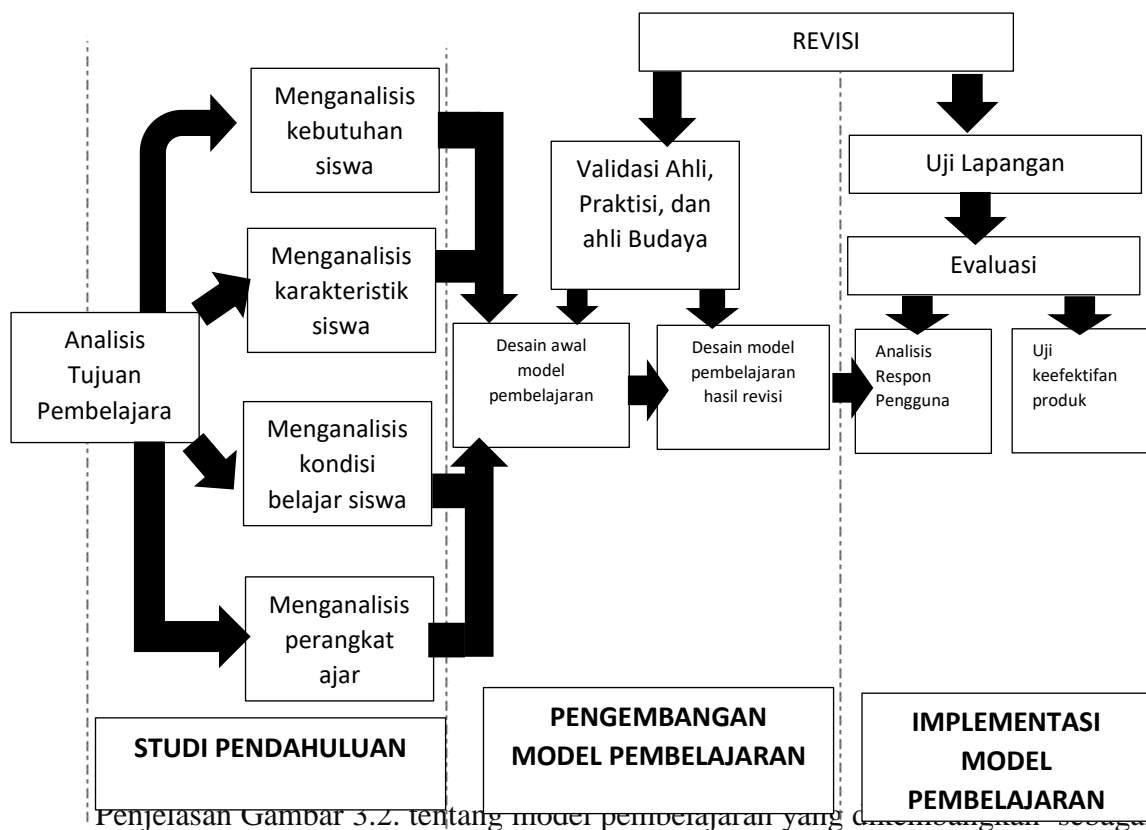 REVISI
Menganalisis
kebutuhan
siswa
Validasi Ahli,
Praktisi, dan
ahli Budaya
Uji Lapangan
Menganalisis
karakteristik
siswa
Evaluasi
Analisis
Tujuan
Pembelajara
Desain awal
model
pembelajaran
Desain model
pembelajaran
hasil revisi
Analisis
Respon
Pengguna
Uji
keefektifan
produk
Menganalisis
kondisi
belajar siswa
Menganalisis
perangkat
ajar
STUDI PENDAHULUAN
PENGEMBANGAN
MODEL PEMBELAJARAN
IMPLEMENTASI
MODEL
PEMBELAJARAN
Penjelasan Gambar 3.2. tentang model pembelajaran yang dikembangkan sebaga